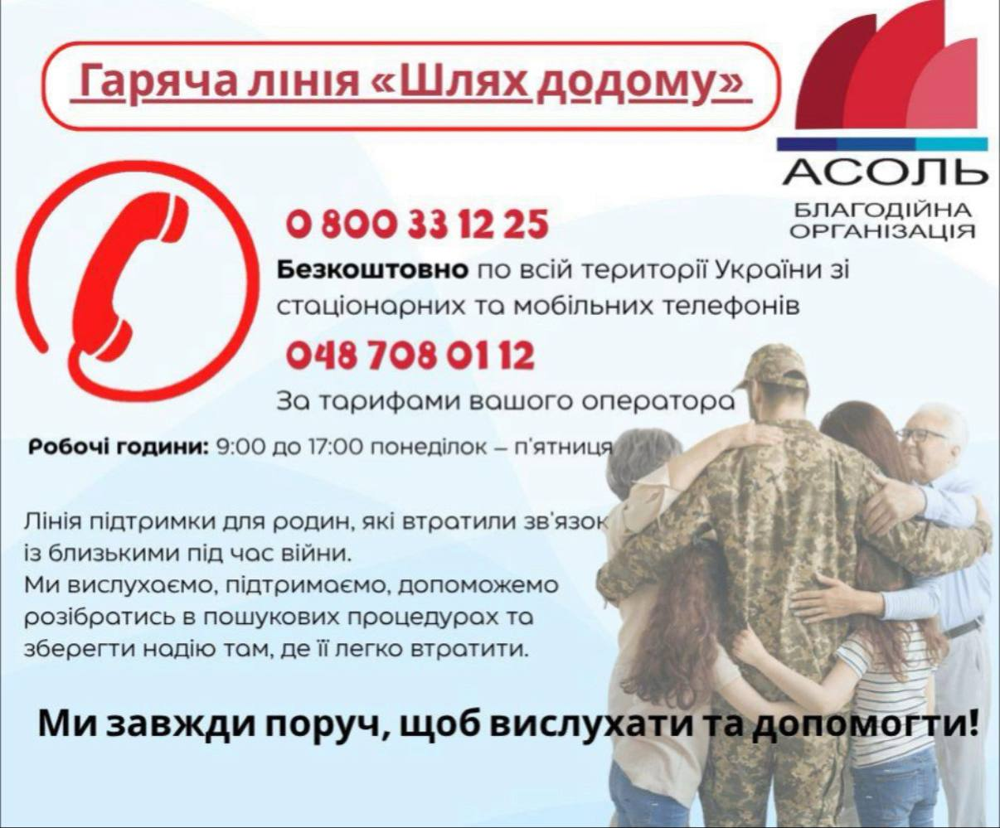 Гаряча лінія «Шлях додому»
АСОЛЬ
БЛАГОДІЙНА
ОРГАНІЗАЦІЯ
0 800 33 12 25
Безкоштовно по всій території України зі
стаціонарних та мобільних телефонів
048 708 01 12
За тарифами вашого оператора
Робочі години: 9:00 до 17:00 понеділок – п'ятниця
Лінія підтримки для родин, які втратили зв'язок
із близькими під час війни.
Ми вислухаємо, підтримаємо, допоможемо
розібратись в пошукових процедурах та
зберегти надію там, де її легко втратити.
Ми завжди поруч, щоб вислухати та допомогти!